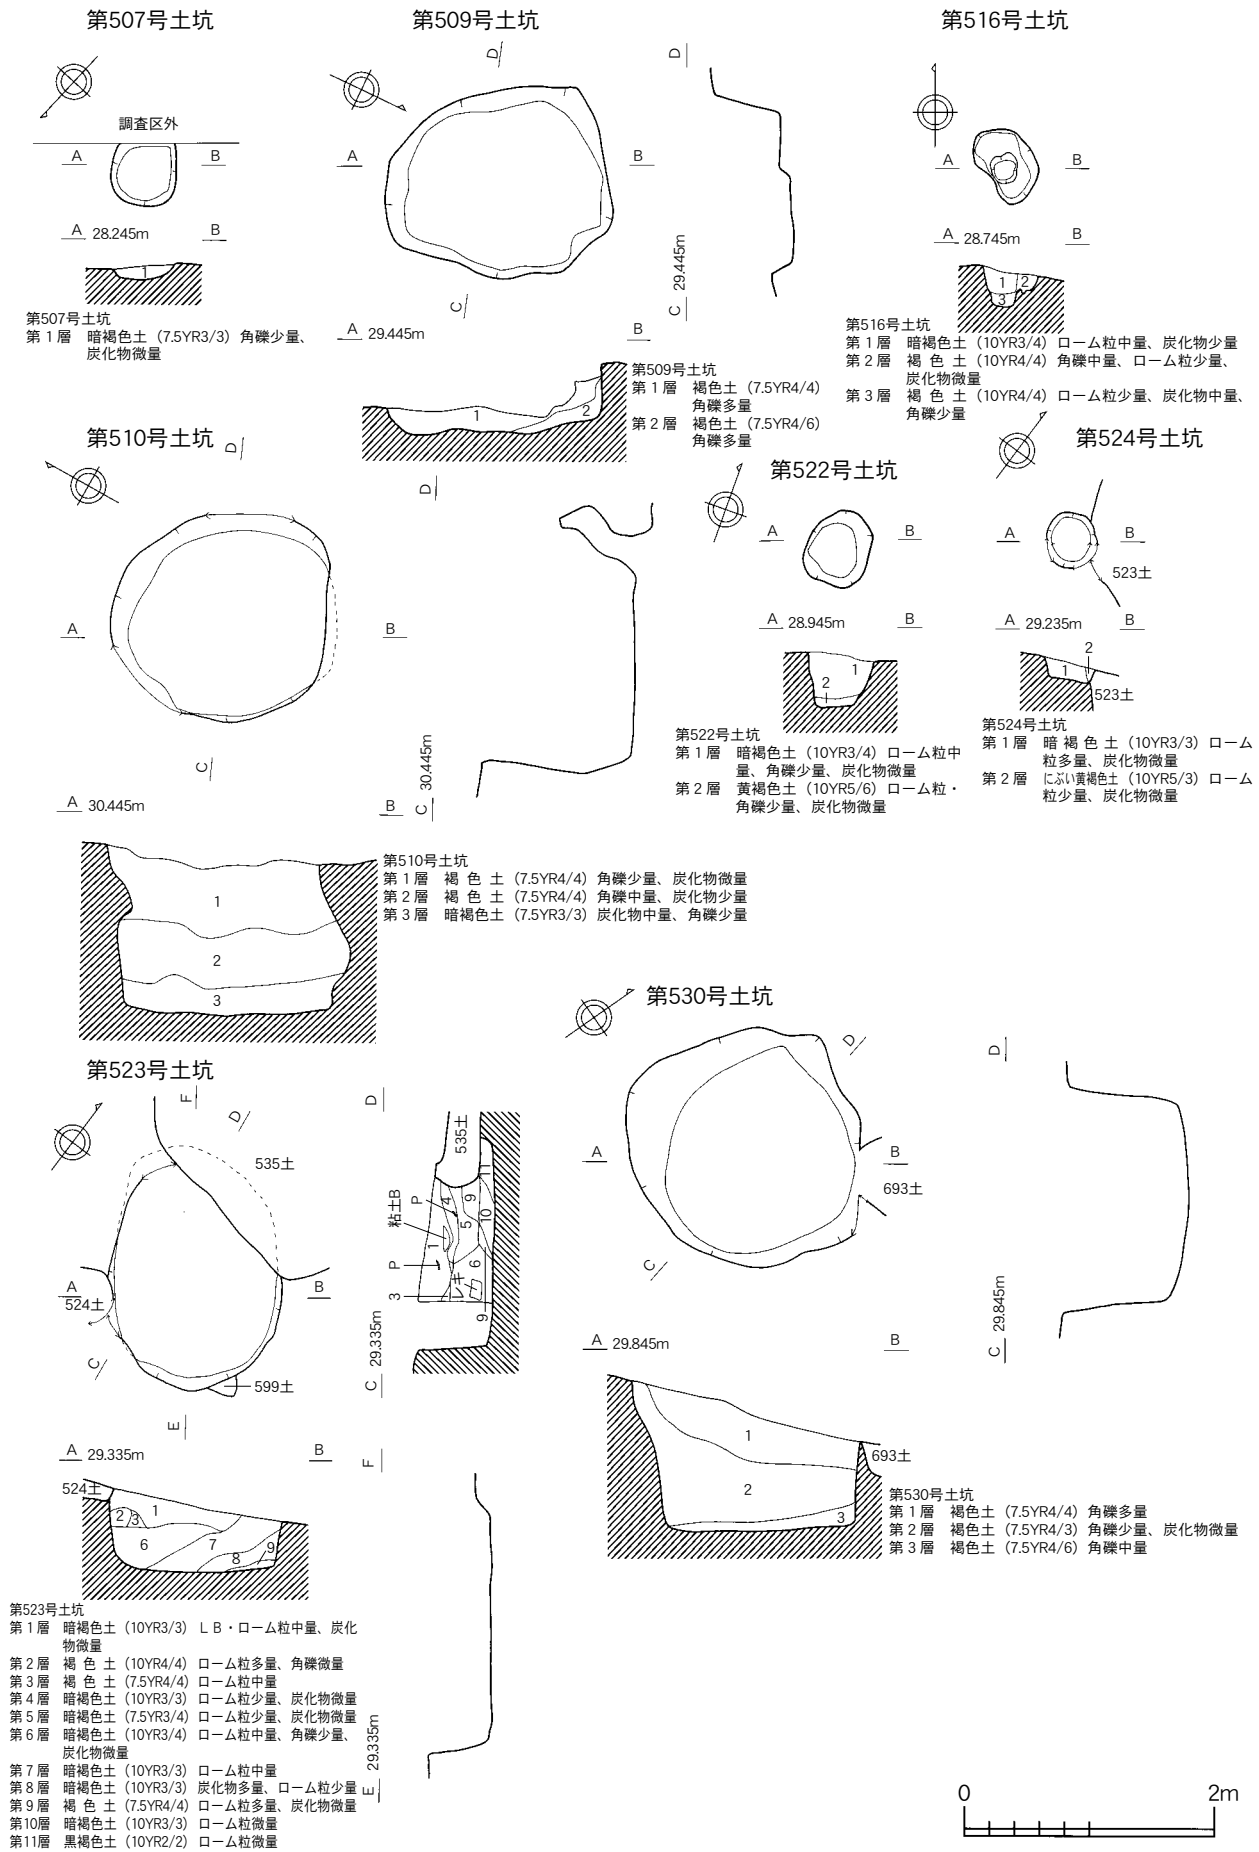 第507号土坑
調査区外
A
B
A 28.245m
B
1
第507号土坑
第1層 暗褐色土（7.5YR3/3）角礫少量、
炭化物微量
第509号土坑
D
D
A
B
C
C 29.445m
A 29.445m
B
1
2
第509号土坑
第1層 褐色土（7.5YR4/4）
角礫多量
第2層 褐色土（7.5YR4/6）
角礫多量
第516号土坑
A
B
A 28.745m
B
1
2
3
第516号土坑
第1層 暗褐色土（10YR3/4）ローム粒中量、炭化物少量
第2層 褐色土（10YR4/4）角礫中量、ローム粒少量、
炭化物微量
第3層 褐色土（10YR4/4）ローム粒少量、炭化物中量、
角礫少量
第510号土坑
D
D
A
B
C
C 30.445m
A 30.445m
B
1
2
3
第510号土坑
第1層 褐色土（7.5YR4/4）角礫少量、炭化物微量
第2層 褐色土（7.5YR4/4）角礫中量、炭化物少量
第3層 暗褐色土（7.5YR3/3）炭化物中量、角礫少量
第522号土坑
A
B
A 28.945m
B
1
2
第522号土坑
第1層 暗褐色土（10YR3/4）ローム粒中
量、角礫少量、炭化物微量
第2層 黄褐色土（10YR5/6）ローム粒・
角礫少量、炭化物微量
第524号土坑
A
B
523土
A 29.235m
B
2
1
523土
第524号土坑
第1層 暗褐色土（10YR3/3）ローム
粒多量、炭化物微量
第2層 にぶい黄褐色土（10YR5/3）ローム
粒少量、炭化物微量
第523号土坑
F
D
D
535土
A
B
524土
C
599土
E
535土
11
4
9
P
粘土B
5
10
1
P
6
レキ
3
9
C 29.335m
A 29.335m
B
F
524土
1
2
3
6
7
8
9
E 29.335m
第523号土坑
第1層 暗褐色土（10YR3/3）ＬＢ・ローム粒中量、炭化
物微量
第2層 褐色土（10YR4/4）ローム粒多量、角礫微量
第3層 褐色土（7.5YR4/4）ローム粒中量
第4層 暗褐色土（10YR3/3）ローム粒少量、炭化物微量
第5層 暗褐色土（7.5YR3/4）ローム粒少量、炭化物微量
第6層 暗褐色土（10YR3/4）ローム粒中量、角礫少量、
炭化物微量
第7層 暗褐色土（10YR3/3）ローム粒中量
第8層 暗褐色土（10YR3/3）炭化物多量、ローム粒少量
第9層 褐色土（7.5YR4/4）ローム粒多量、炭化物微量
第10層 暗褐色土（10YR3/3）ローム粒微量
第11層 黒褐色土（10YR2/2）ローム粒微量
第530号土坑
D
D
A
B
693土
C
C 29.845m
A 29.845m
B
1
693土
2
3
第530号土坑
第1層 褐色土（7.5YR4/4）角礫多量
第2層 褐色土（7.5YR4/3）角礫少量、炭化物微量
第3層 褐色土（7.5YR4/6）角礫中量
0
2m